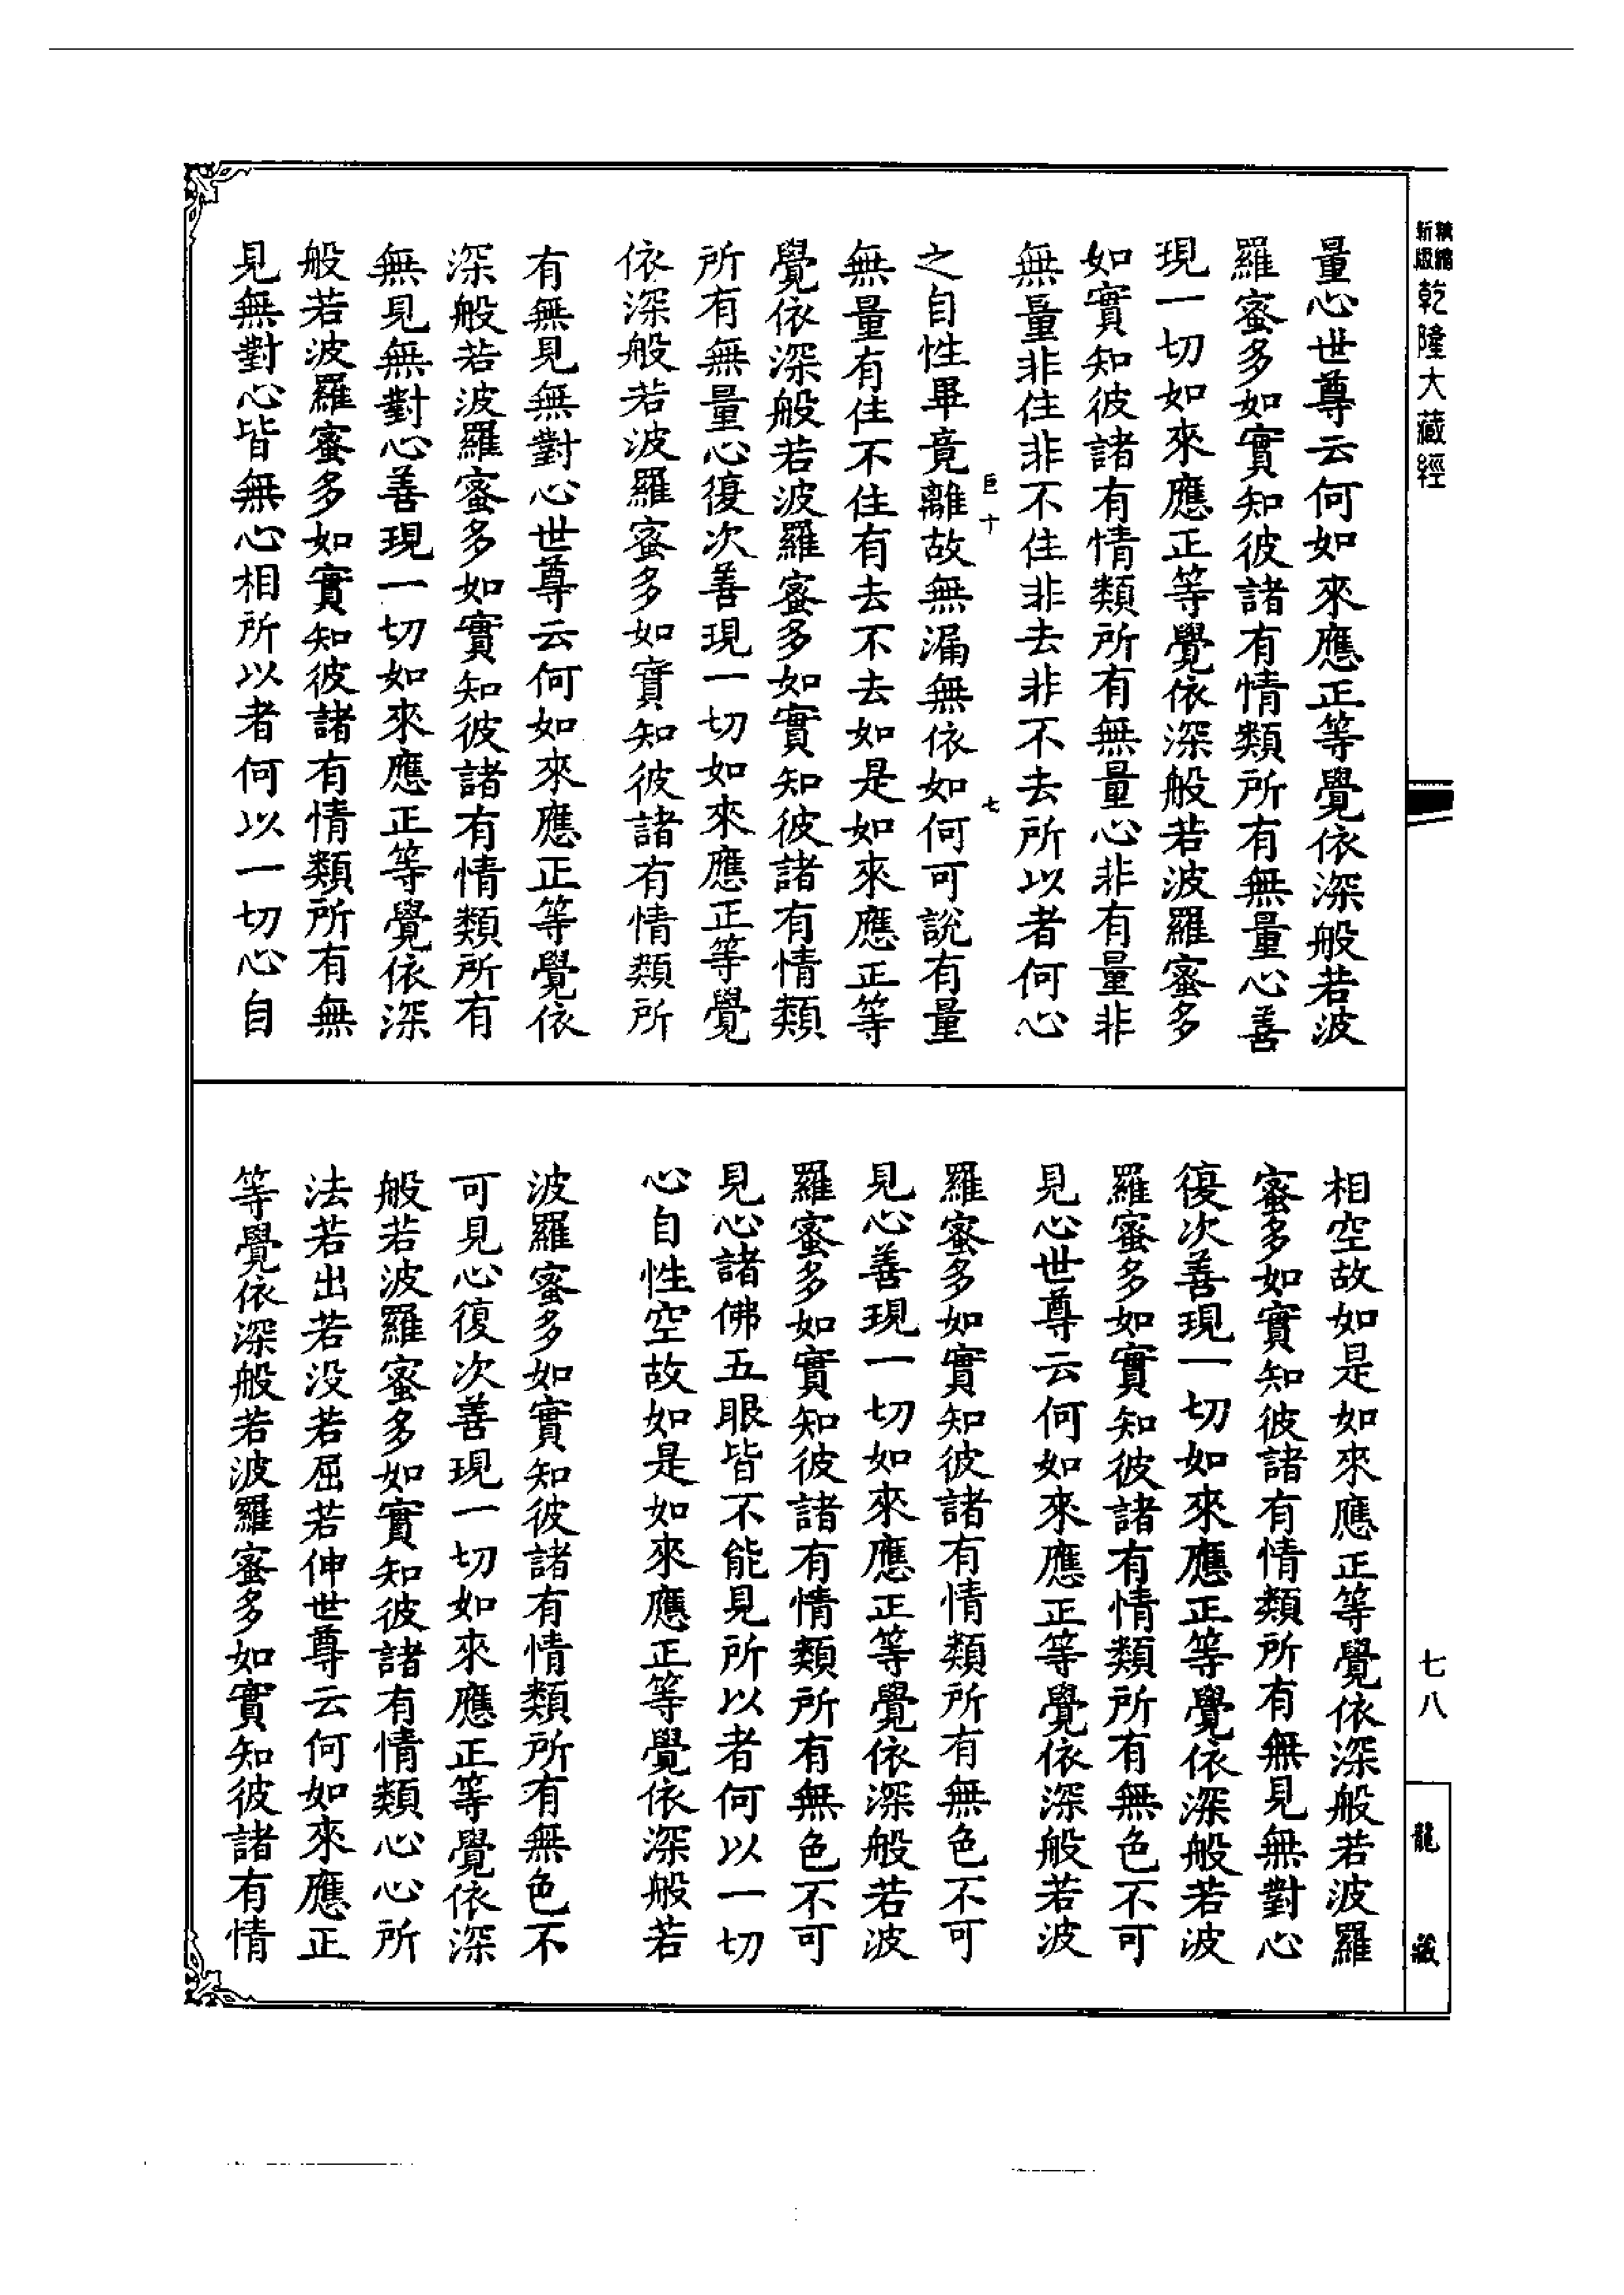 新縮精級乾隆大藏經
量心世尊云何如來應正等覺依深般若波
羅蜜多如實知彼諸有情類所有無量心善
現一切如來應正等覺依深般若波羅蜜多
如實知彼諸有情類所有無量心非有量非
無量非住非不住非去非不去所以者何心
巨十
七
之自性畢竟離故無漏無依如何可說有量
無量有住不住有去不去如是如來應正等
覺依深般若波羅蜜多如實知彼諸有情類
所有無量心復次善現一切如來應正等覺
依深般若波羅蜜多如實知彼諸有情類所
有無見無對心世尊云何如來應正等覺依
深般若波羅蜜多如實知彼諸有情類所有
無見無對心善現一切如來應正等覺依深
般若波羅蜜多如實知彼諸有情類所有無
見無對心皆無心相所以者何以一切心自
相空故如是如來應正等覺依深般若波羅
蜜多如實知彼諸有情類所有無見無對心
復次善現一切如來應正等覺依深般若波
羅蜜多如實知彼諸有情類所有無色不可
見心世尊云何如來應正等覺依深般若波
羅蜜多如實知彼諸有情類所有無色不可
見心善現一切如來應正等覺依深般若波
羅蜜多如實知彼諸有情類所有無色不可
見心諸佛五眼皆不能見所以者何以一切
心自性空故如是如來應正等覺依深般若
波羅蜜多如實知彼諸有情類所有無色不
可見心復次善現一切如來應正等覺依深
般若波羅蜜多如實知彼諸有情類心心所
法若出若没若屈若伸世尊云何如來應正
等覺依深般若波羅蜜多如實知彼諸有情
七八
龍藏